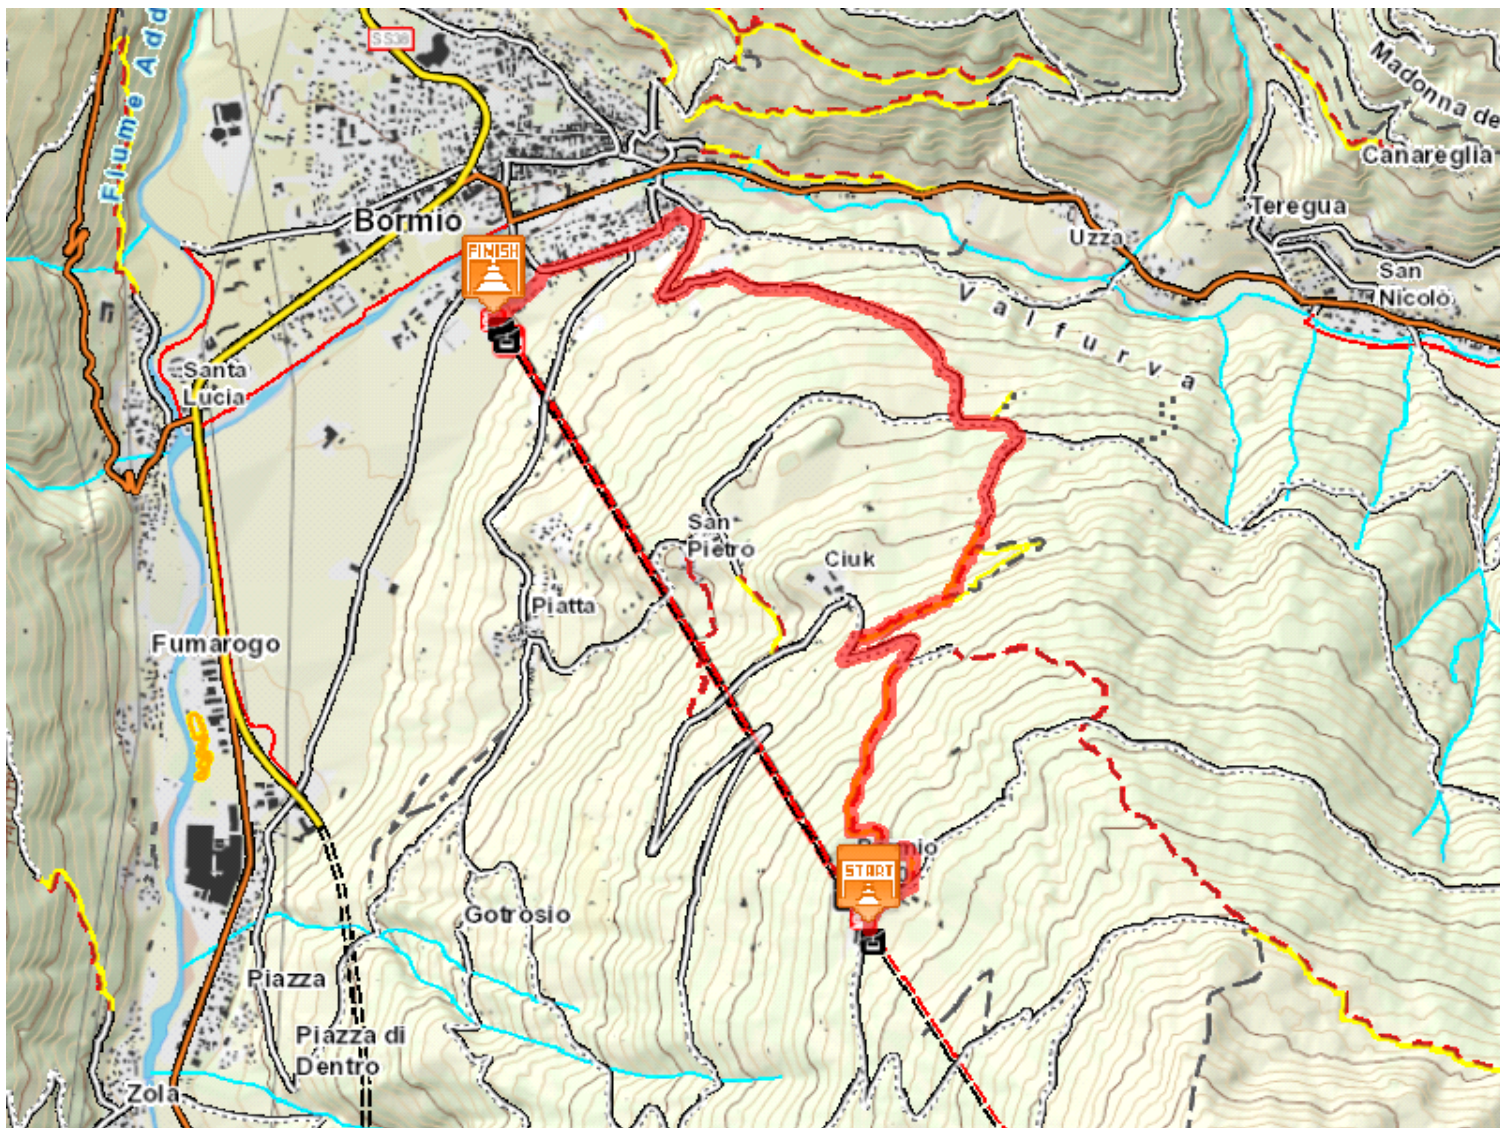 SS38
Fiume Add
Madonna de
Canareglia
Teregua
Bormio
Uzza
San
Nicolò
FINISH
Valfurva
Santa
Lucia
San
Pietro
Ciuk
Piatta
Fumarogo
START
Gotrosio
Piazza
Piazza di
Dentro
Zola